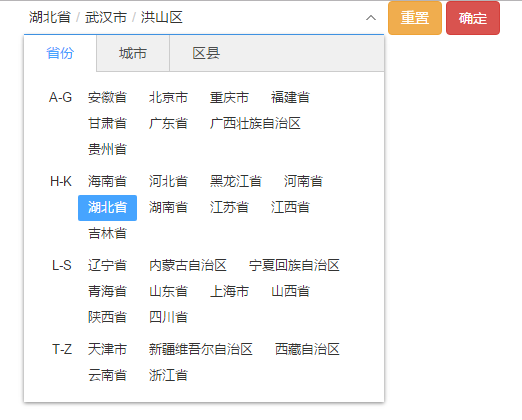 湖北省 / 武汉市 / 洪山区 重置 确定
省份 城市 区县
A-G 安徽省 北京市 重庆市 福建省
甘肃省 广东省 广西壮族自治区
贵州省
H-K 海南省 河北省 黑龙江省 河南省
湖北省 湖南省 江苏省 江西省
吉林省
L-S 辽宁省 内蒙古自治区 宁夏回族自治区
青海省 山东省 上海市 山西省
陕西省 四川省
T-Z 天津市 新疆维吾尔自治区 西藏自治区
云南省 浙江省